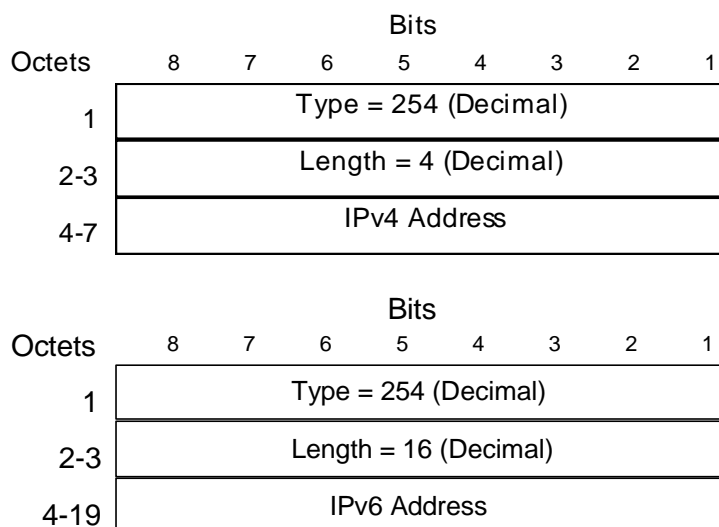 Bits
Octets 8 7 6 5 4 3 2 1
1 Type = 254 (Decimal)
2-3 Length = 4 (Decimal)
4-7 IPv4 Address
Bits
Octets 8 7 6 5 4 3 2 1
1 Type = 254 (Decimal)
2-3 Length = 16 (Decimal)
4-19 IPv6 Address